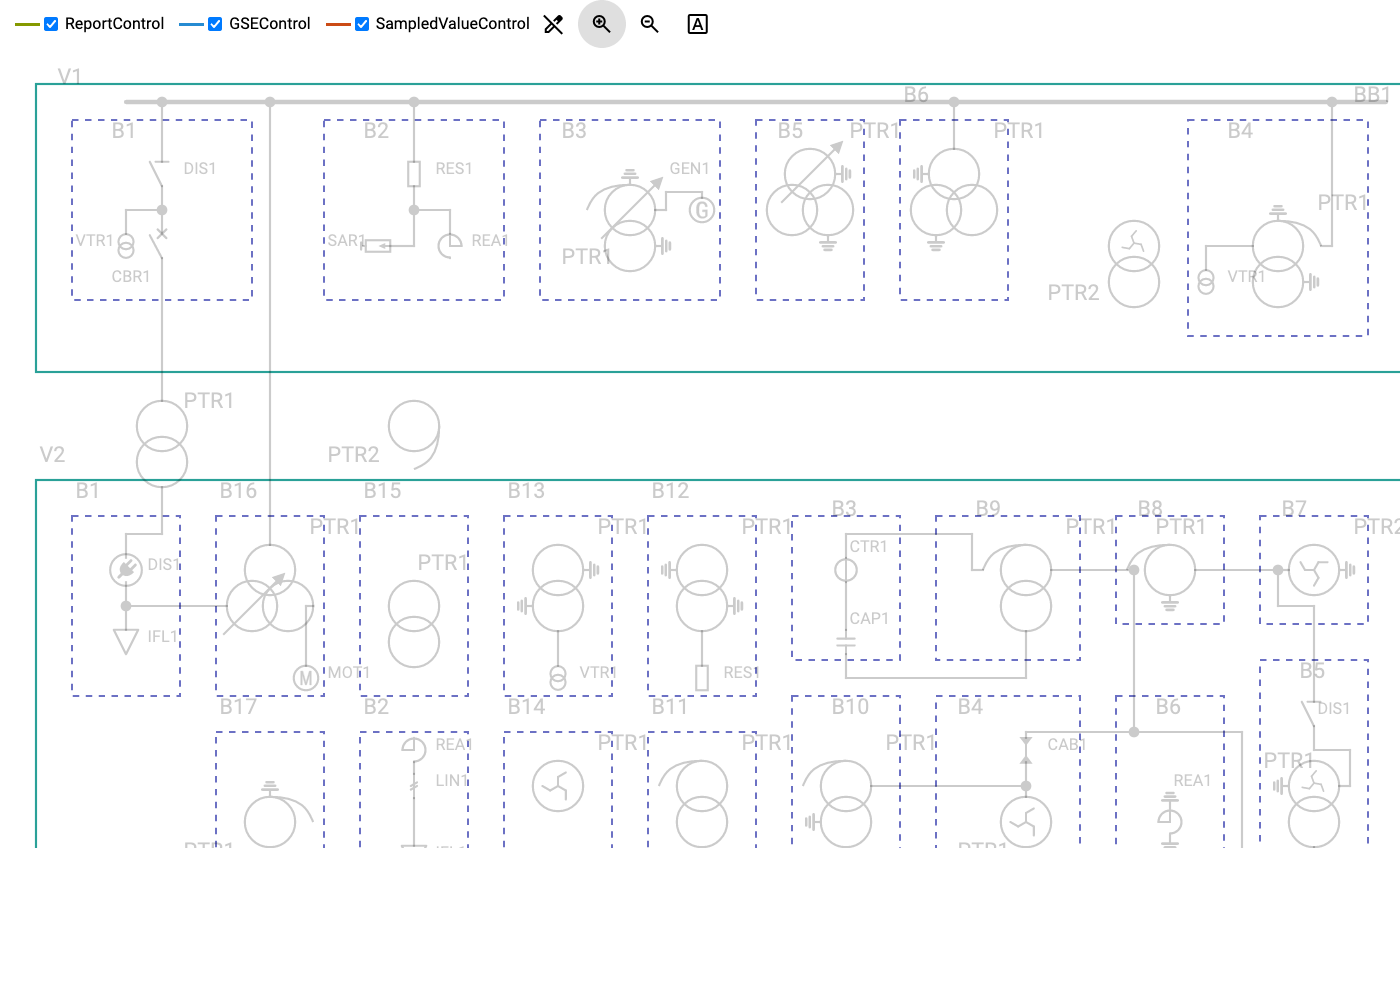 ReportControl GSEControl SampledValueControl A
V1
B6 BB1
B1 B2 B3 B5 PTR1 PTR1 B4
DIS1 RES1 GEN1
PTR1
G
VTR1 SAR1 REA1
PTR1
CBR1 VTR1
PTR2
PTR1
V2 PTR2
B1 B16 B15 B13 B12
B3 B9 B8 B7
PTR1 PTR1 PTR1 PTR1 PTR1 PTR2
CTR1
DIS1 PTR1
CAP1
IFL1
M MOT1 VTR1 RES1
B5
B17 B2 B14 B11 B10 B4 B6
DIS1
REA1 PTR1 PTR1 PTR1 CAB1
PTR1
LIN1 REA1
PTR1 PTR1